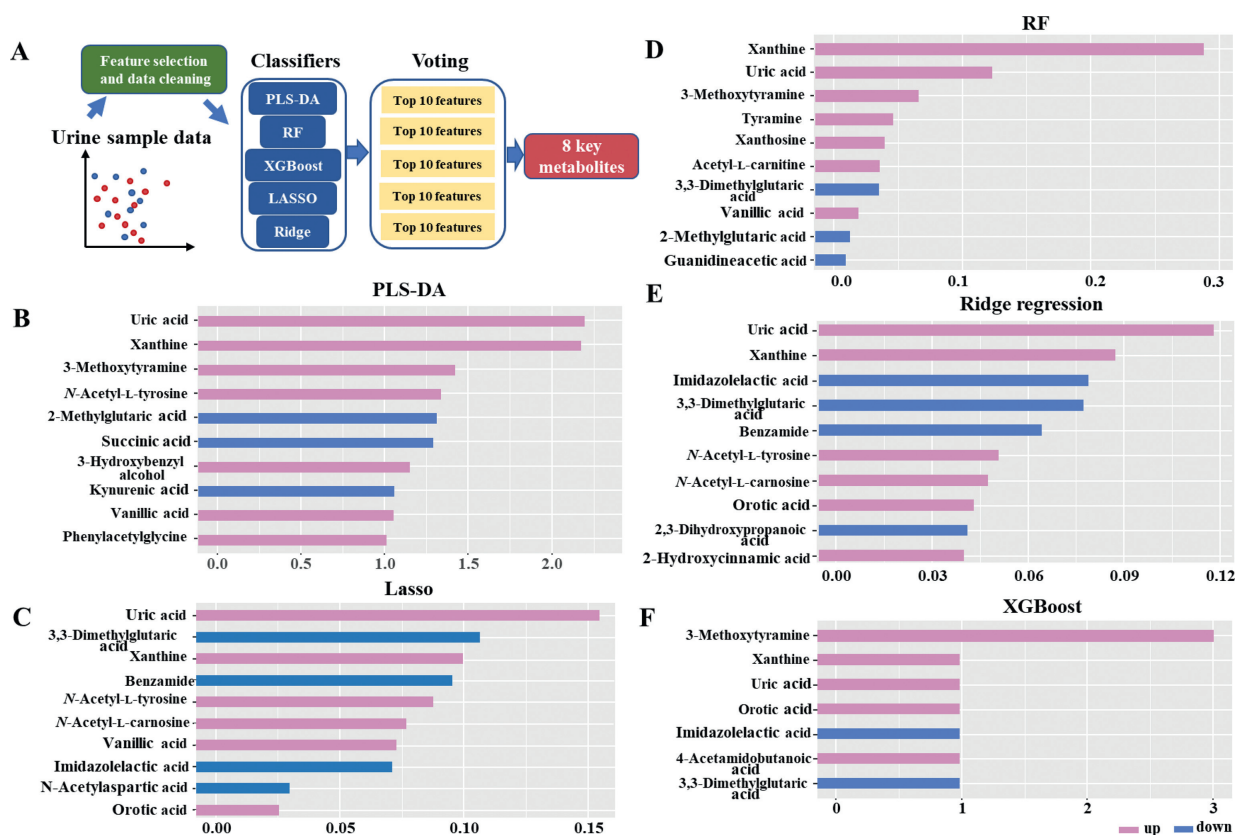 A
Feature selection
and data cleaning
Urine sample data
Classifiers
PLS-DA
RF
XGBoost
LASSO
Ridge
Voting
Top 10 features
Top 10 features
Top 10 features
Top 10 features
Top 10 features
8 key
metabolites
B
PLS-DA
Uric acid
Xanthine
3-Methoxytyramine
N-Acetyl-L-tyrosine
2-Methylglutaric acid
Succinic acid
3-Hydroxybenzyl
alcohol
Kynurenic acid
Vanillic acid
Phenylacetylglycine
0.0 0.5 1.0 1.5 2.0
C
Lasso
Uric acid
3,3-Dimethylglutaric
acid
Xanthine
Benzamide
N-Acetyl-L-tyrosine
N-Acetyl-L-carnosine
Vanillic acid
Imidazolelactic acid
N-Acetylaspartic acid
Orotic acid
0.00 0.05 0.10 0.15
D
RF
Xanthine
Uric acid
3-Methoxytyramine
Tyramine
Xanthosine
Acetyl-L-carnitine
3,3-Dimethylglutaric
acid
Vanillic acid
2-Methylglutaric acid
Guanidineacetic acid
0.0 0.1 0.2 0.3
E
Ridge regression
Uric acid
Xanthine
Imidazolelactic acid
3,3-Dimethylglutaric
acid
Benzamide
N-Acetyl-L-tyrosine
N-Acetyl-L-carnosine
Orotic acid
2,3-Dihydroxypropanoic
acid
2-Hydroxycinnamic acid
0.00 0.03 0.06 0.09 0.12
F
XGBoost
3-Methoxytyramine
Xanthine
Uric acid
Orotic acid
Imidazolelactic acid
4-Acetamidobutanoic
acid
3,3-Dimethylglutaric
acid
0 1 2 3
up down